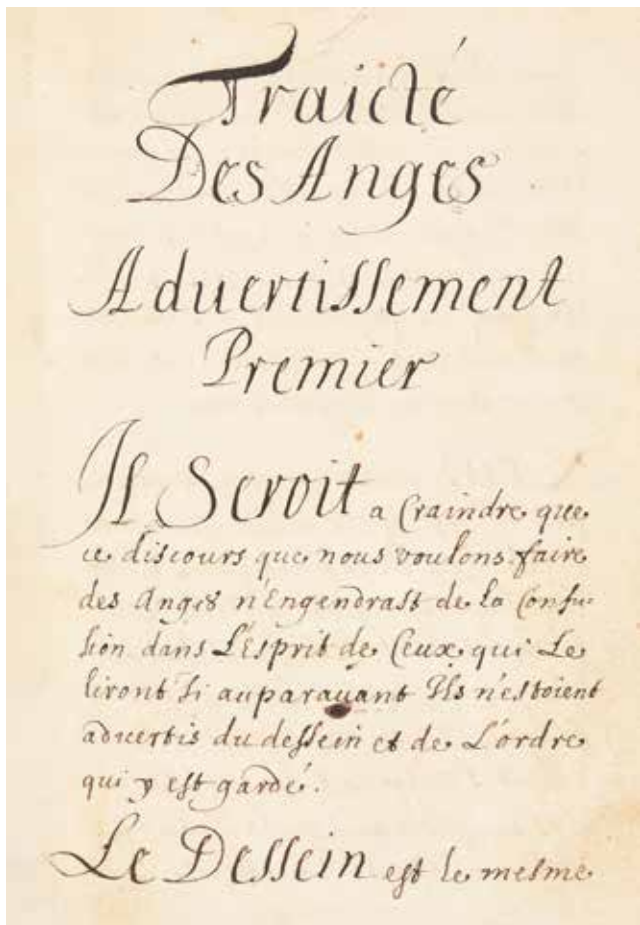 Traicté
Des Anges
Aduertissement
Premier
Il Seroit a Craindre que
ce discours que nous voulons faire
des Anges n'Engendrast de la Confu-
sion dans L'Esprit de Ceux qui Le
liront Si auparauant Ils n'estoient
aduertis du dessein et de L'ordre
qui y est gardé.
Le Dessein est le mesme